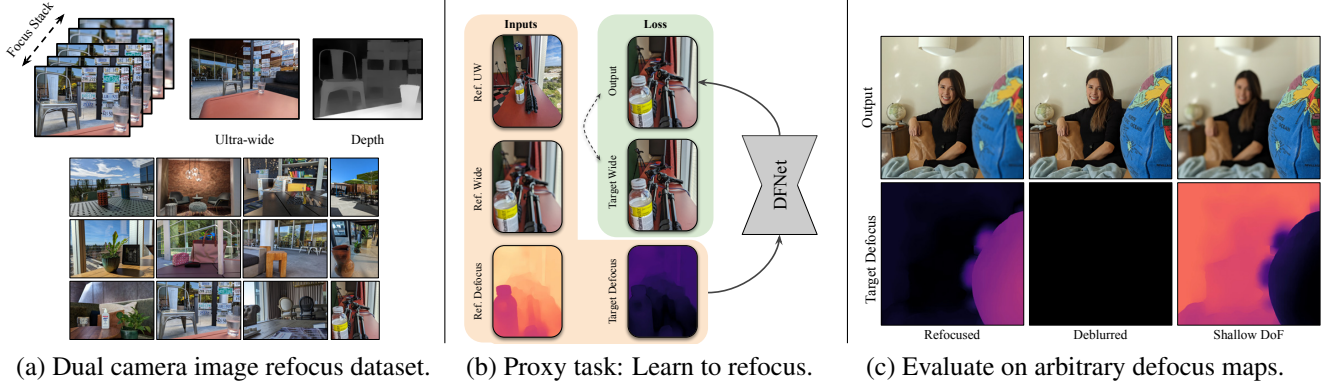 Focus Stack
Ultra-wide
Depth
(a) Dual camera image refocus dataset.
Inputs
Loss
Ref. UW
Output
Ref. Wide
Target Wide
Ref. Defocus
Target Defocus
DFNet
(b) Proxy task: Learn to refocus.
Output
Target Defocus
Refocused
Deblurred
Shallow DoF
(c) Evaluate on arbitrary defocus maps.